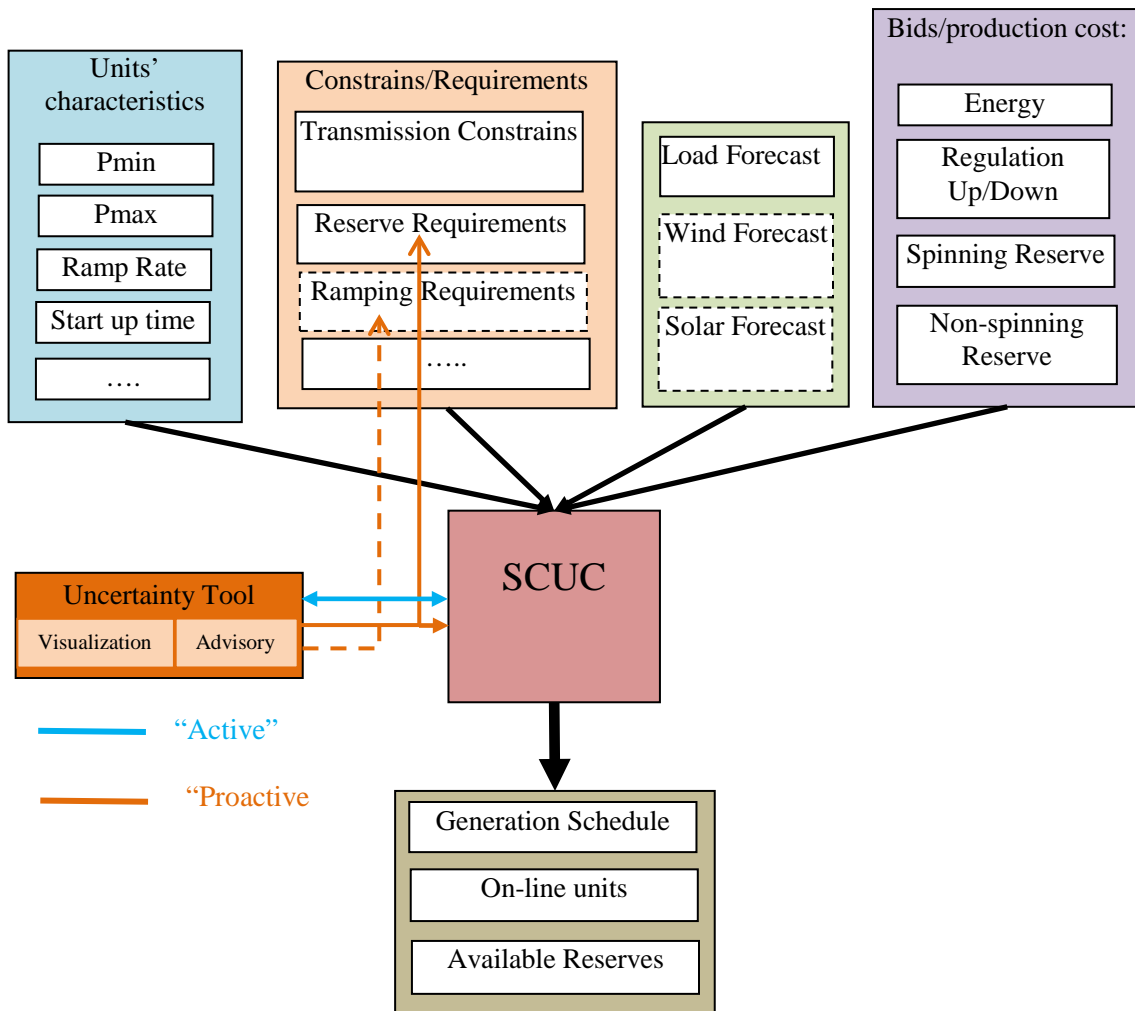 Units’
characteristics
Pmin
Pmax
Ramp Rate
Start up time
….
Constrains/Requirements
Transmission Constrains
Reserve Requirements
Ramping Requirements
…..
Load Forecast
Wind Forecast
Solar Forecast
Bids/production cost:
Energy
Regulation
Up/Down
Spinning Reserve
Non-spinning
Reserve
SCUC
Uncertainty Tool
Visualization
Advisory
“Active”
“Proactive
Generation Schedule
On-line units
Available Reserves